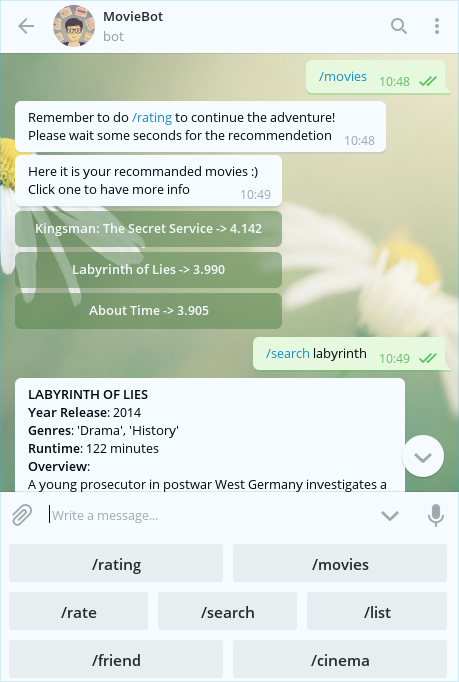 MovieBot
bot
/movies 10:48
Remember to do /rating to continue the adventure!
Please wait some seconds for the recommendetion 10:48
Here it is your recommanded movies :)
Click one to have more info 10:49
Kingsman: The Secret Service -> 4.142
Labyrinth of Lies -> 3.990
About Time -> 3.905
/search labyrinth 10:49
LABYRINTH OF LIES
Year Release: 2014
Genres: 'Drama', 'History'
Runtime: 122 minutes
Overview:
A young prosecutor in postwar West Germany investigates a
Write a message...
/rating /movies
/rate /search /list
/friend /cinema